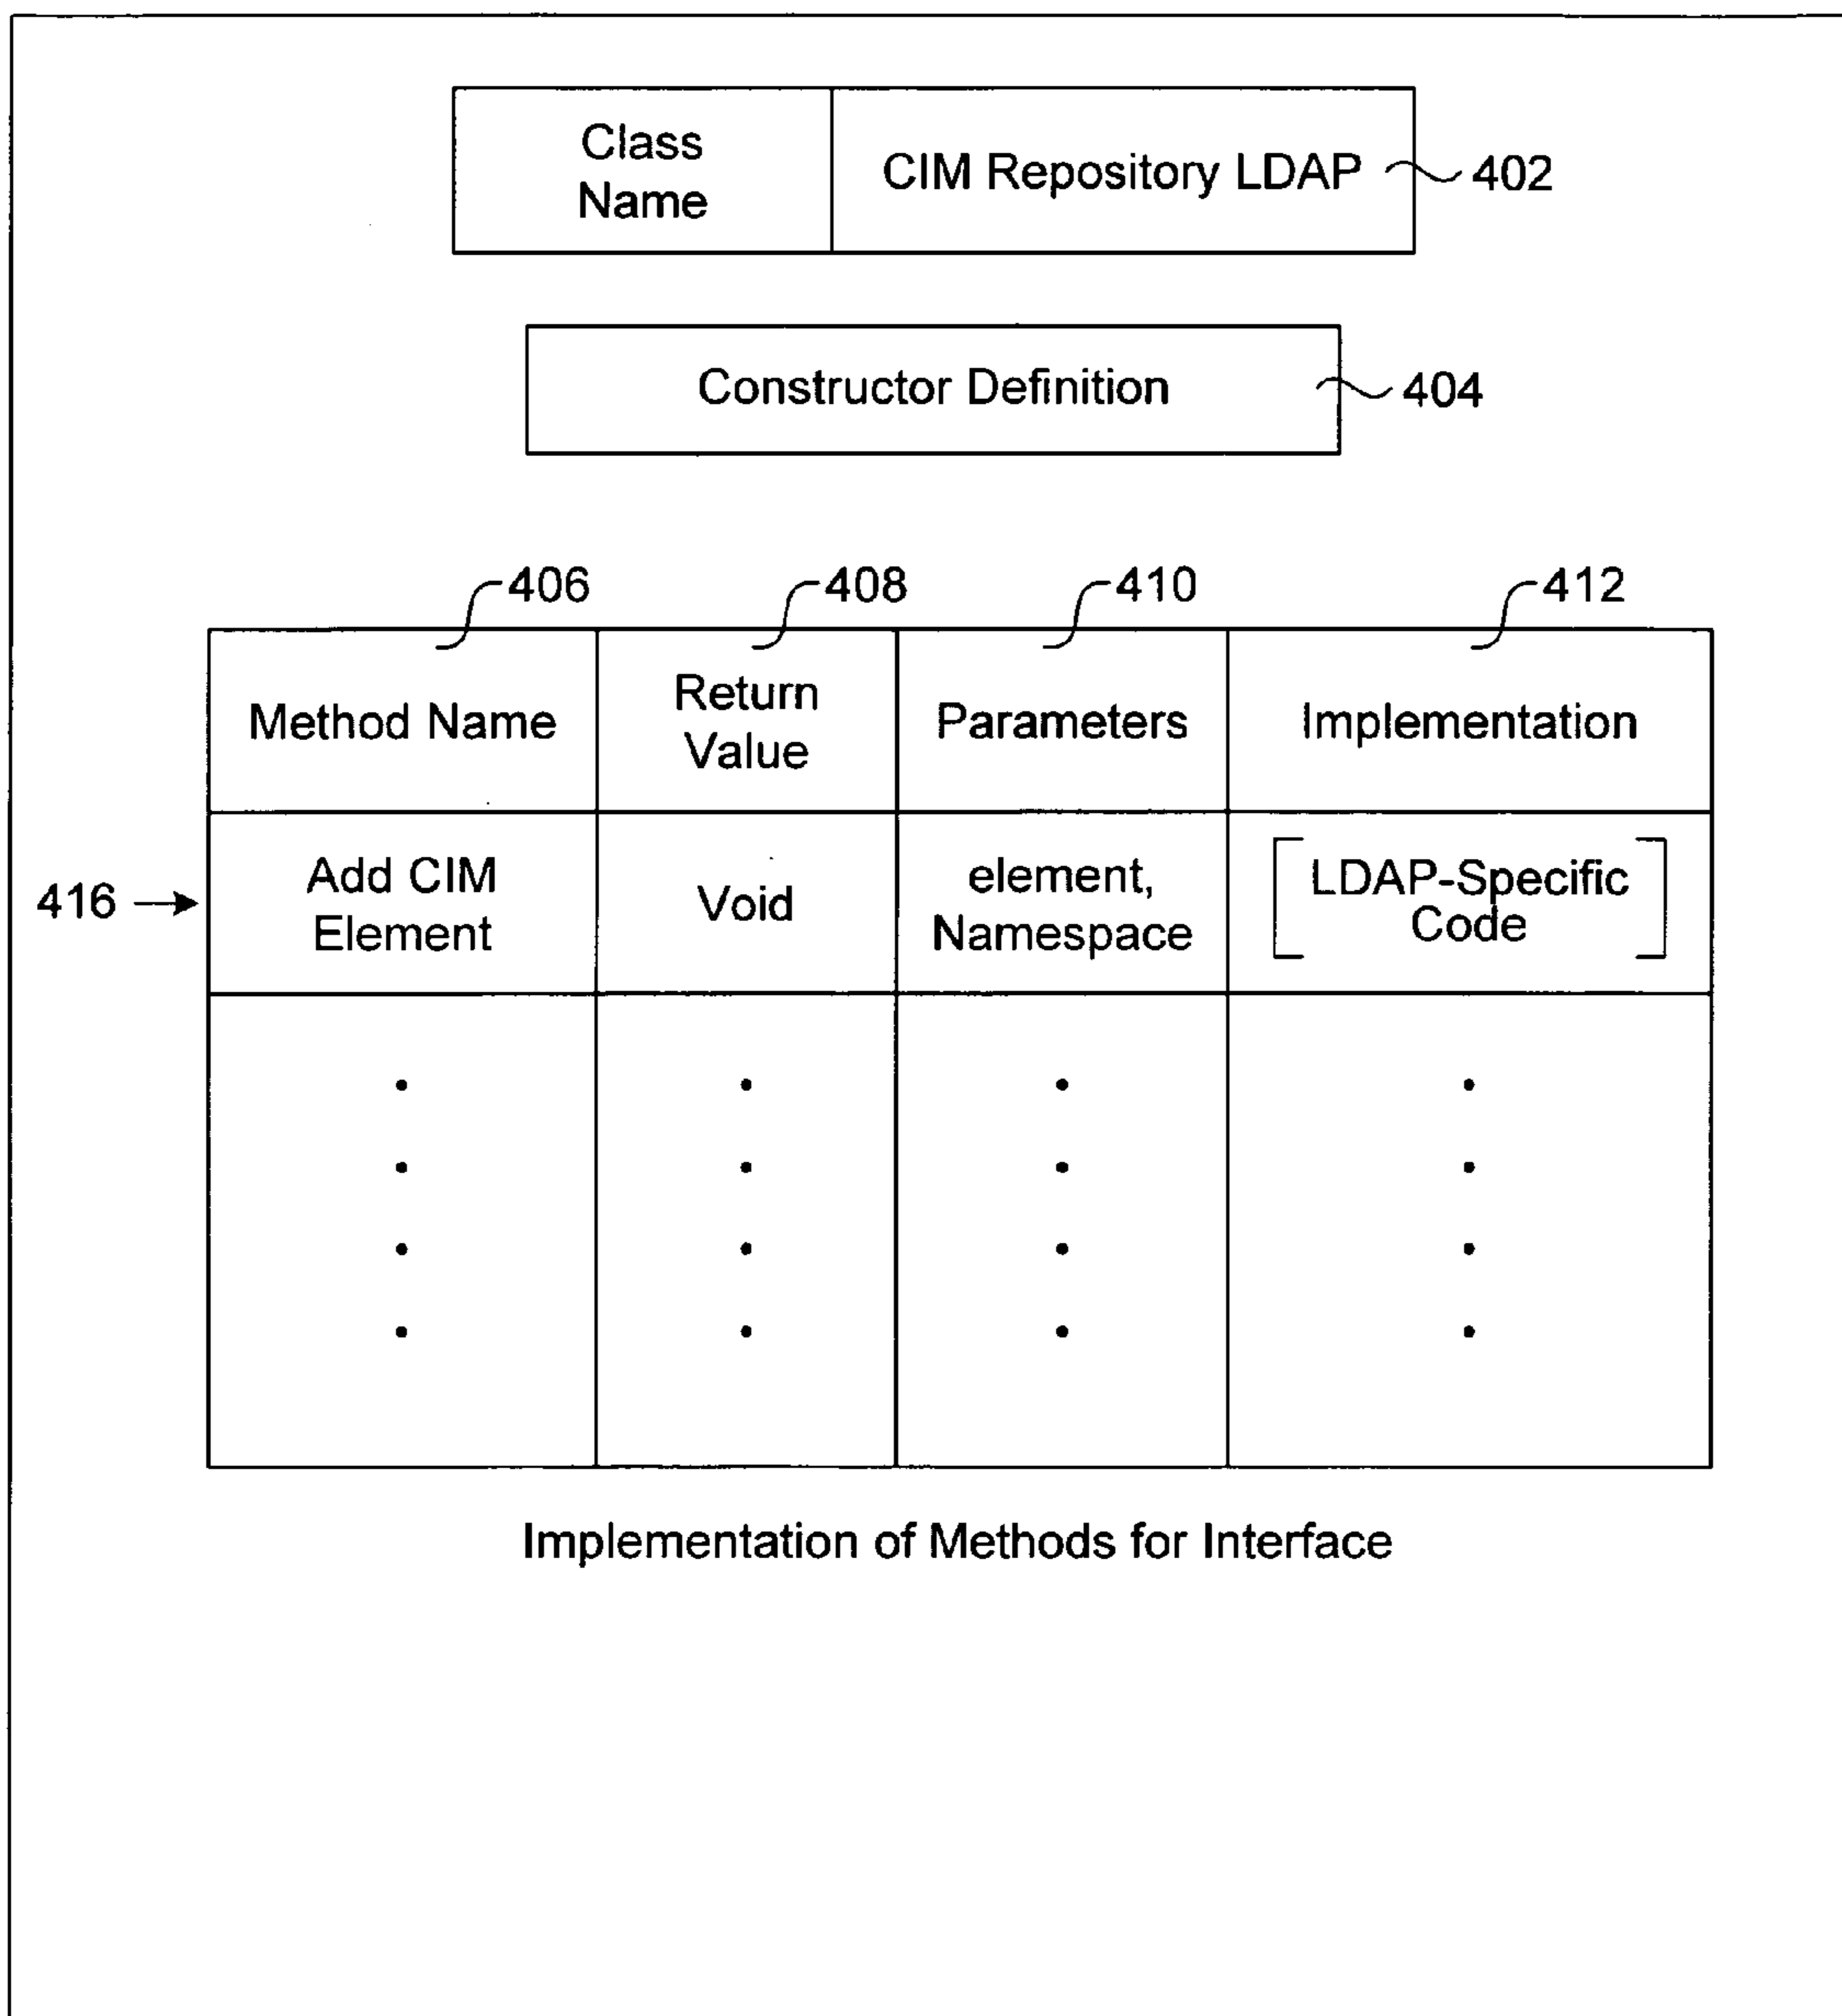 Class
Name
CIM Repository LDAP
402
Constructor Definition
404
406
408
410
412
Method Name
Return
Value
Parameters
Implementation
416
Add CIM
Element
Void
element,
Namespace
LDAP-Specific
Code
Implementation of Methods for Interface